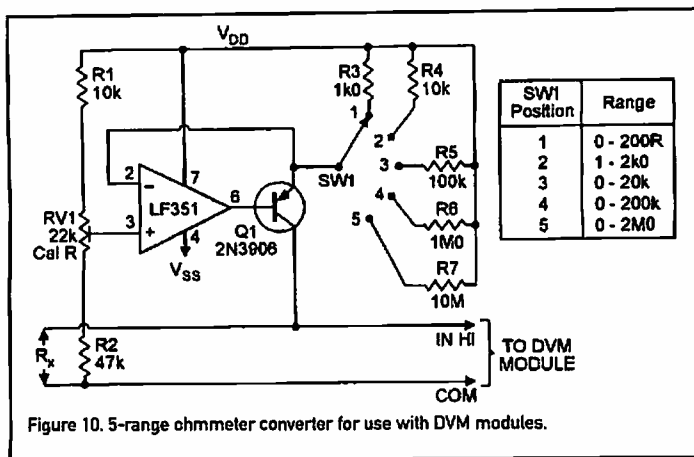 V_DD
R1
10k
R3
1k0
R4
10k
1
2
SW1
3
R5
100k
4
R6
1M0
5
R7
10M
2
−
7
LF351
6
3
+
4
V_SS
Q1
2N3906
RV1
22k
Cal R
R_x
R2
47k
IN HI
COM
TO DVM
MODULE
SW1 Position | Range
1 | 0 - 200R
2 | 1 - 2k0
3 | 0 - 20k
4 | 0 - 200k
5 | 0 - 2M0
Figure 10. 5-range ohmmeter converter for use with DVM modules.